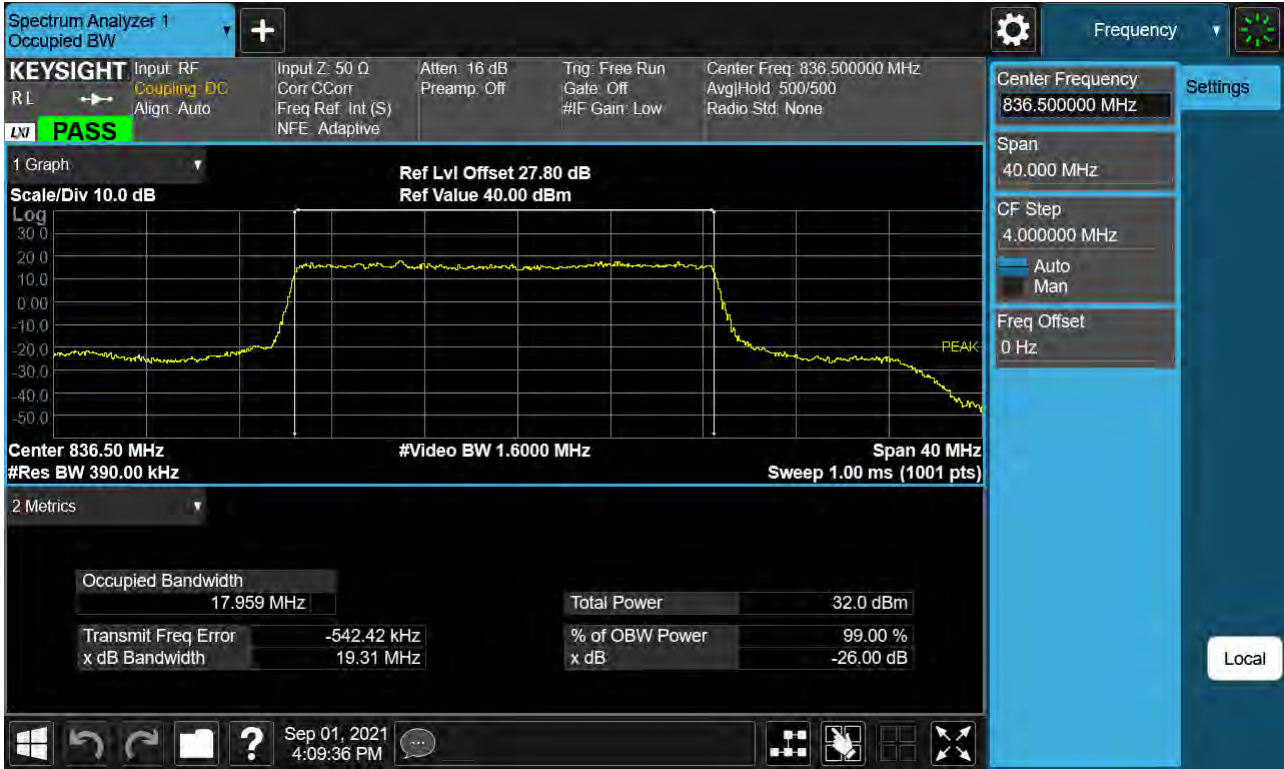 Spectrum Analyzer 1
Occupied BW
Frequency
KEYSIGHT
RL
LXI
PASS
Input: RF
Coupling: DC
Align: Auto
Input Z: 50 Ω
Corr CCorr
Freq Ref: Int (S)
NFE: Adaptive
Atten: 16 dB
Preamp: Off
Trig: Free Run
Gate: Off
#IF Gain: Low
Center Freq: 836.500000 MHz
Avg|Hold: 500/500
Radio Std: None
Center Frequency
836.500000 MHz
Settings
Span
40.000 MHz
CF Step
4.000000 MHz
Auto
Man
Freq Offset
0 Hz
1 Graph
Scale/Div 10.0 dB
Ref Lvl Offset 27.80 dB
Ref Value 40.00 dBm
Log
30.0
20.0
10.0
0.00
-10.0
-20.0
-30.0
-40.0
-50.0
PEAK
Center 836.50 MHz
#Video BW 1.6000 MHz
Span 40 MHz
#Res BW 390.00 kHz
Sweep 1.00 ms (1001 pts)
2 Metrics
Occupied Bandwidth
17.959 MHz
Total Power 32.0 dBm
Transmit Freq Error -542.42 kHz
% of OBW Power 99.00 %
x dB Bandwidth 19.31 MHz
x dB -26.00 dB
Local
?
Sep 01, 2021
4:09:36 PM